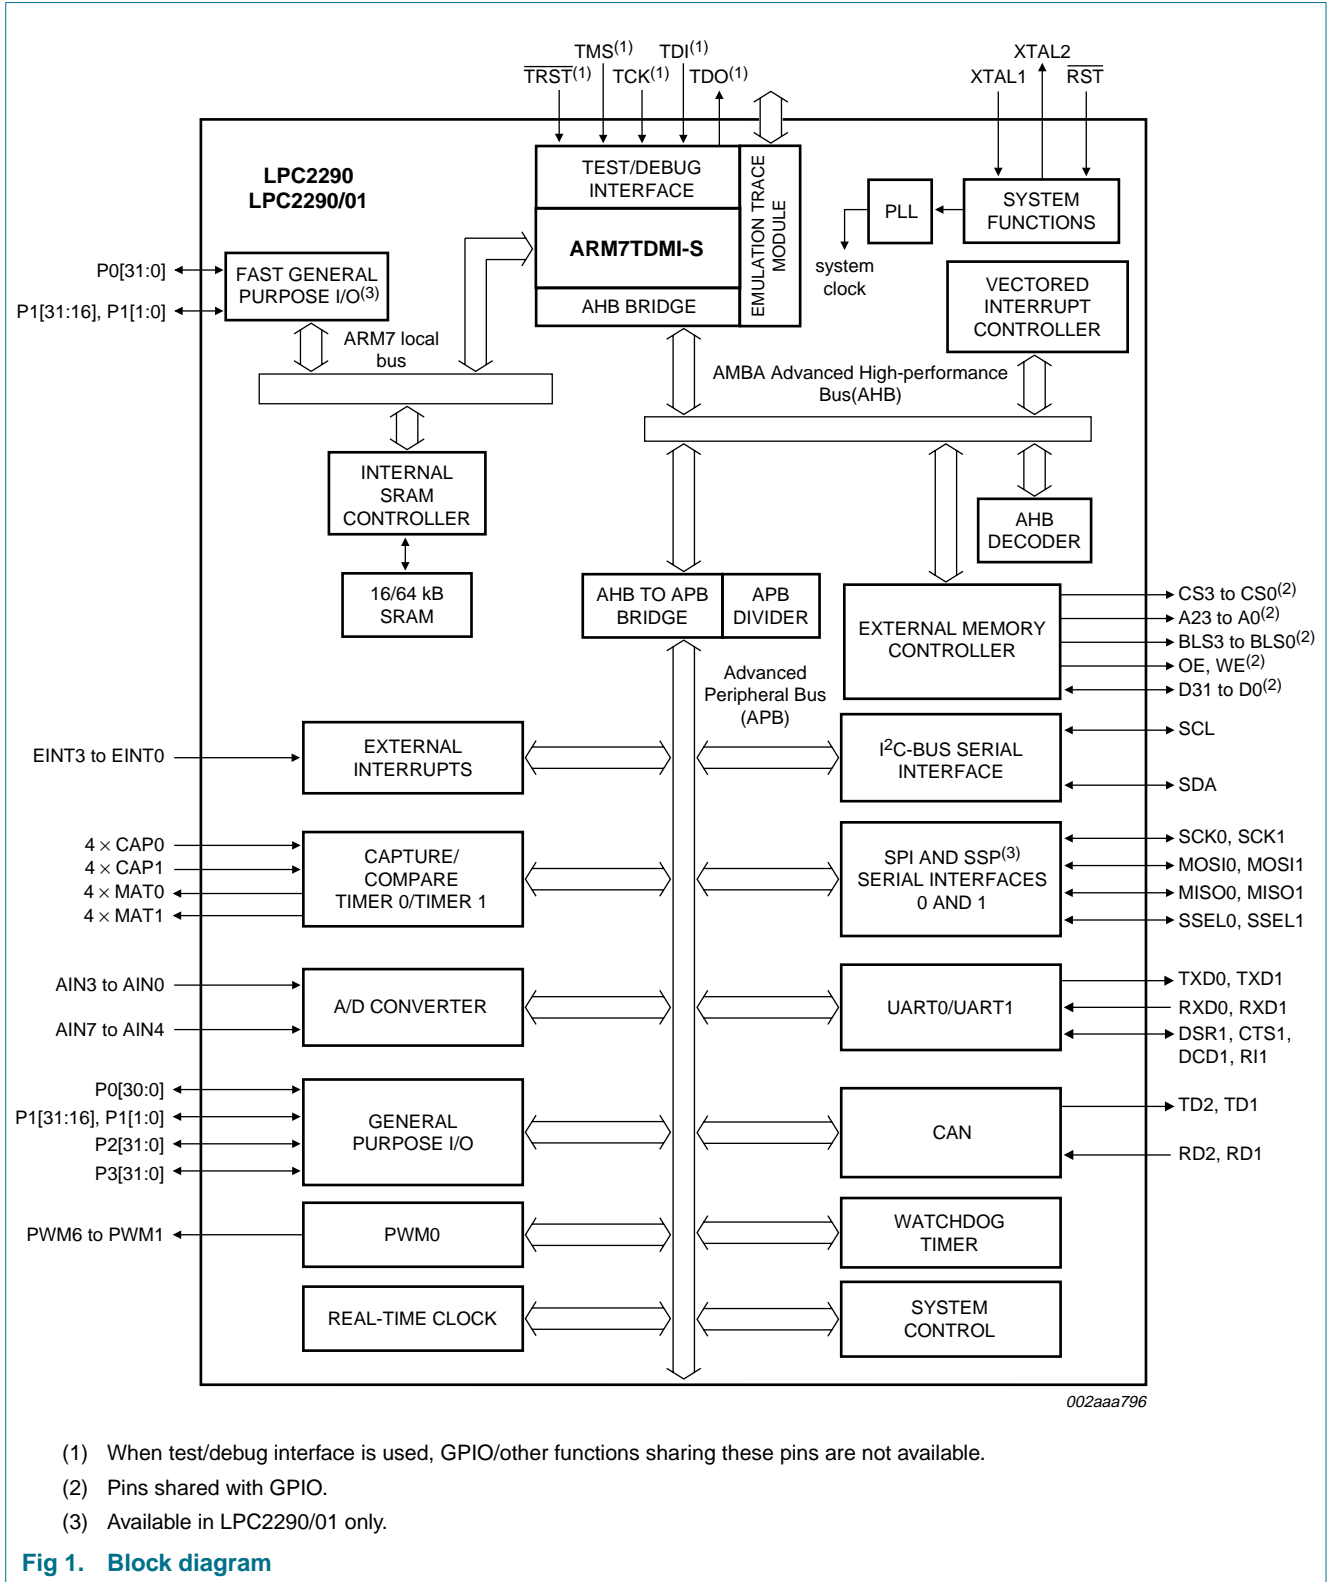 TMS(1)
TDI(1)
XTAL2
TRST(1)
TCK(1)
TDO(1)
XTAL1
RST
LPC2290
LPC2290/01
TEST/DEBUG
INTERFACE
ARM7TDMI-S
AHB BRIDGE
EMULATION TRACE
MODULE
PLL
SYSTEM
FUNCTIONS
system
clock
P0[31:0]
P1[31:16], P1[1:0]
FAST GENERAL
PURPOSE I/O(3)
VECTORED
INTERRUPT
CONTROLLER
ARM7 local
bus
AMBA Advanced High-performance
Bus(AHB)
INTERNAL
SRAM
CONTROLLER
AHB
DECODER
16/64 kB
SRAM
AHB TO APB
BRIDGE
APB
DIVIDER
EXTERNAL MEMORY
CONTROLLER
CS3 to CS0(2)
A23 to A0(2)
BLS3 to BLS0(2)
OE, WE(2)
D31 to D0(2)
Advanced
Peripheral Bus
(APB)
EINT3 to EINT0
EXTERNAL
INTERRUPTS
I2C-BUS SERIAL
INTERFACE
SCL
SDA
4 × CAP0
4 × CAP1
4 × MAT0
4 × MAT1
CAPTURE/
COMPARE
TIMER 0/TIMER 1
SPI AND SSP(3)
SERIAL INTERFACES
0 AND 1
SCK0, SCK1
MOSI0, MOSI1
MISO0, MISO1
SSEL0, SSEL1
AIN3 to AIN0
AIN7 to AIN4
A/D CONVERTER
UART0/UART1
TXD0, TXD1
RXD0, RXD1
DSR1, CTS1,
DCD1, RI1
P0[30:0]
P1[31:16], P1[1:0]
P2[31:0]
P3[31:0]
GENERAL
PURPOSE I/O
CAN
TD2, TD1
RD2, RD1
PWM6 to PWM1
PWM0
WATCHDOG
TIMER
REAL-TIME CLOCK
SYSTEM
CONTROL
002aaa796
(1) When test/debug interface is used, GPIO/other functions sharing these pins are not available.
(2) Pins shared with GPIO.
(3) Available in LPC2290/01 only.
Fig 1. Block diagram